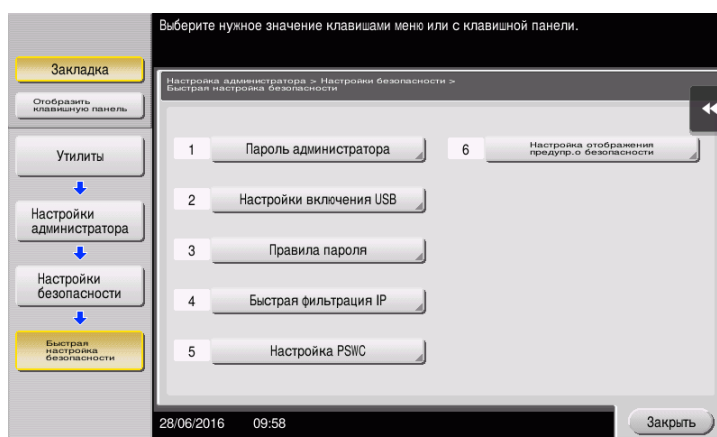 Выберите нужное значение клавишами меню или с клавишной панели.
Закладка
Отобразить
клавишную панель
Утилиты
Настройки
администратора
Настройки
безопасности
Быстрая
настройка
безопасности
Настройка администратора > Настройки безопасности >
Быстрая настройка безопасности
1 Пароль администратора
2 Настройки включения USB
3 Правила пароля
4 Быстрая фильтрация IP
5 Настройка PSWC
6 Настройка отображения
предупр.о безопасности
28/06/2016 09:58
Закрыть